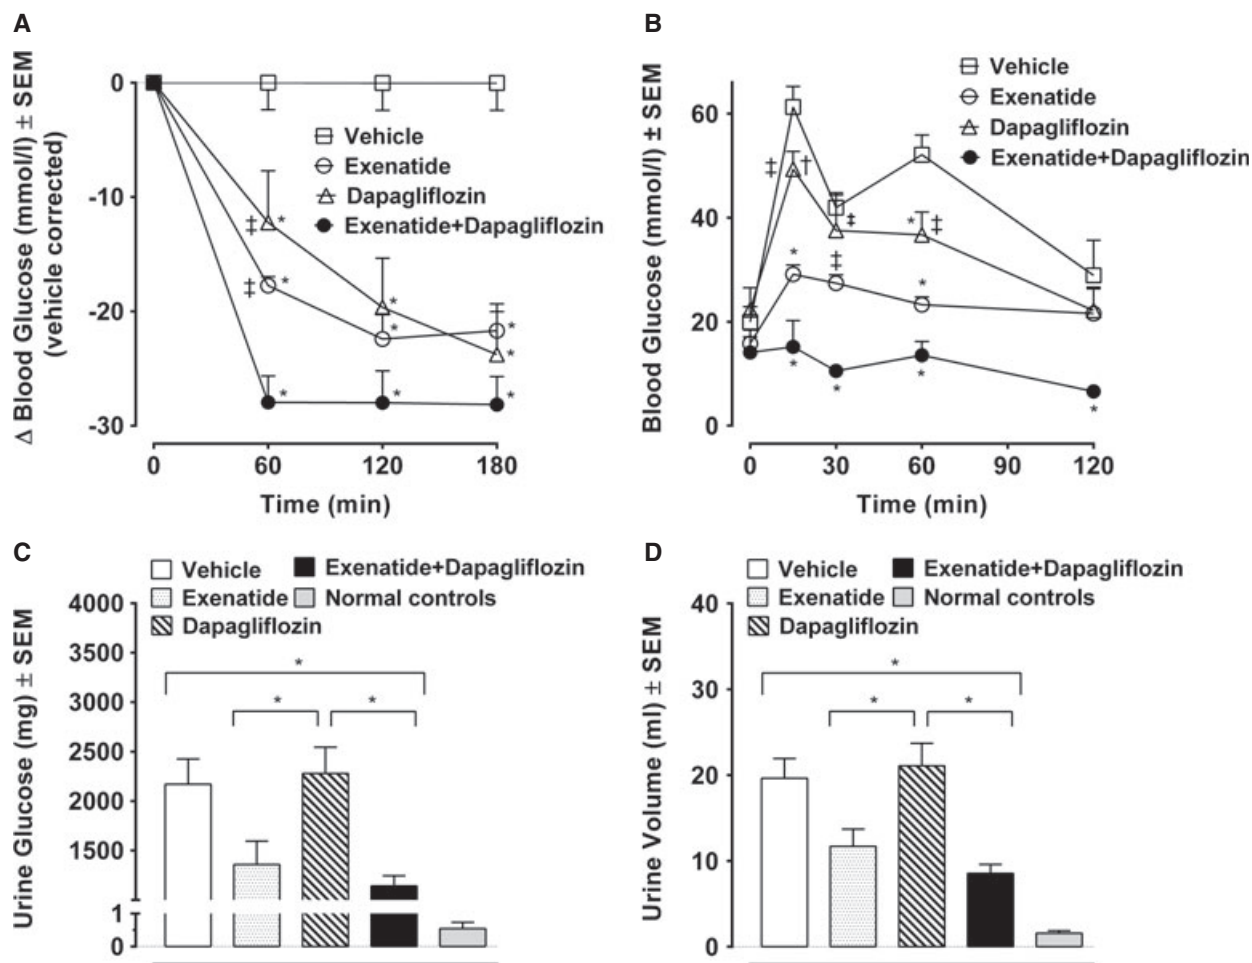 A
Δ Blood Glucose (mmol/l) ± SEM
(vehicle corrected)
0
-10
-20
-30
Vehicle
Exenatide
Dapagliflozin
Exenatide+Dapagliflozin
‡ *
‡ *
*
*
*
*
*
*
*
0 60 120 180
Time (min)
B
Blood Glucose (mmol/l) ± SEM
60
40
20
0
Vehicle
Exenatide
Dapagliflozin
Exenatide+Dapagliflozin
‡ †
‡
* ‡
*
‡
*
*
*
*
*
0 30 60 90 120
Time (min)
C
Urine Glucose (mg) ± SEM
Vehicle
Exenatide+Dapagliflozin
Exenatide
Normal controls
Dapagliflozin
4000
3500
3000
2500
2000
1500
1
0
*
* *
D
Urine Volume (ml) ± SEM
Vehicle
Exenatide+Dapagliflozin
Exenatide
Normal controls
Dapagliflozin
40
30
20
10
0
*
* *